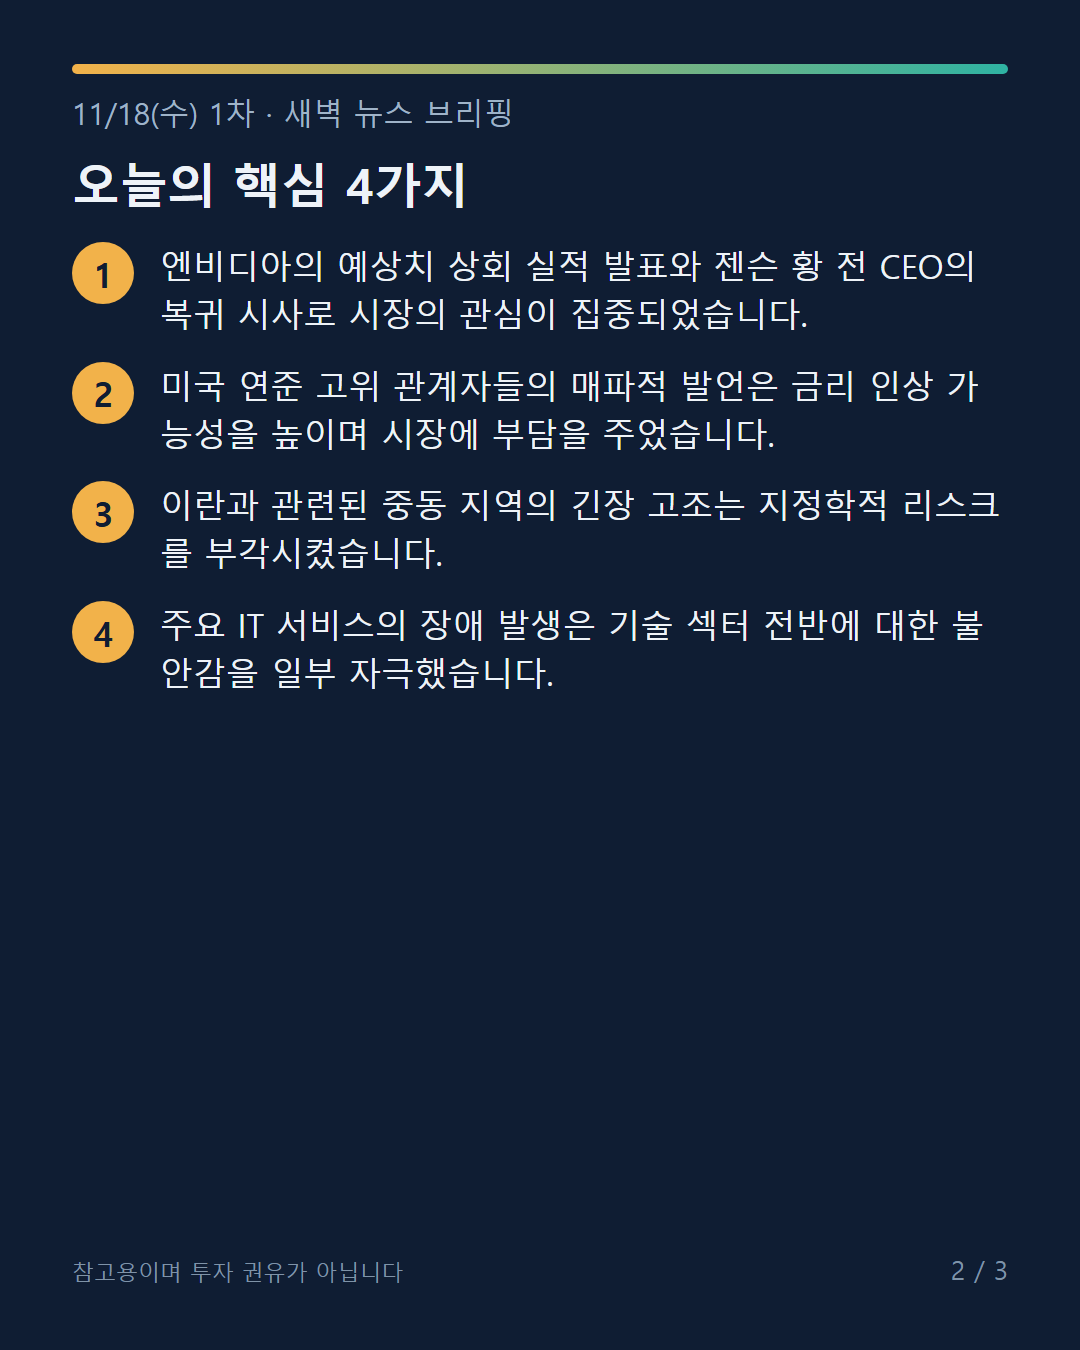 11/18(수) 1차 · 새벽 뉴스 브리핑
오늘의 핵심 4가지
1 엔비디아의 예상치 상회 실적 발표와 젠슨 황 전 CEO의
복귀 시사로 시장의 관심이 집중되었습니다.
2 미국 연준 고위 관계자들의 매파적 발언은 금리 인상 가
능성을 높이며 시장에 부담을 주었습니다.
3 이란과 관련된 중동 지역의 긴장 고조는 지정학적 리스크
를 부각시켰습니다.
4 주요 IT 서비스의 장애 발생은 기술 섹터 전반에 대한 불
안감을 일부 자극했습니다.
참고용이며 투자 권유가 아닙니다
2 / 3